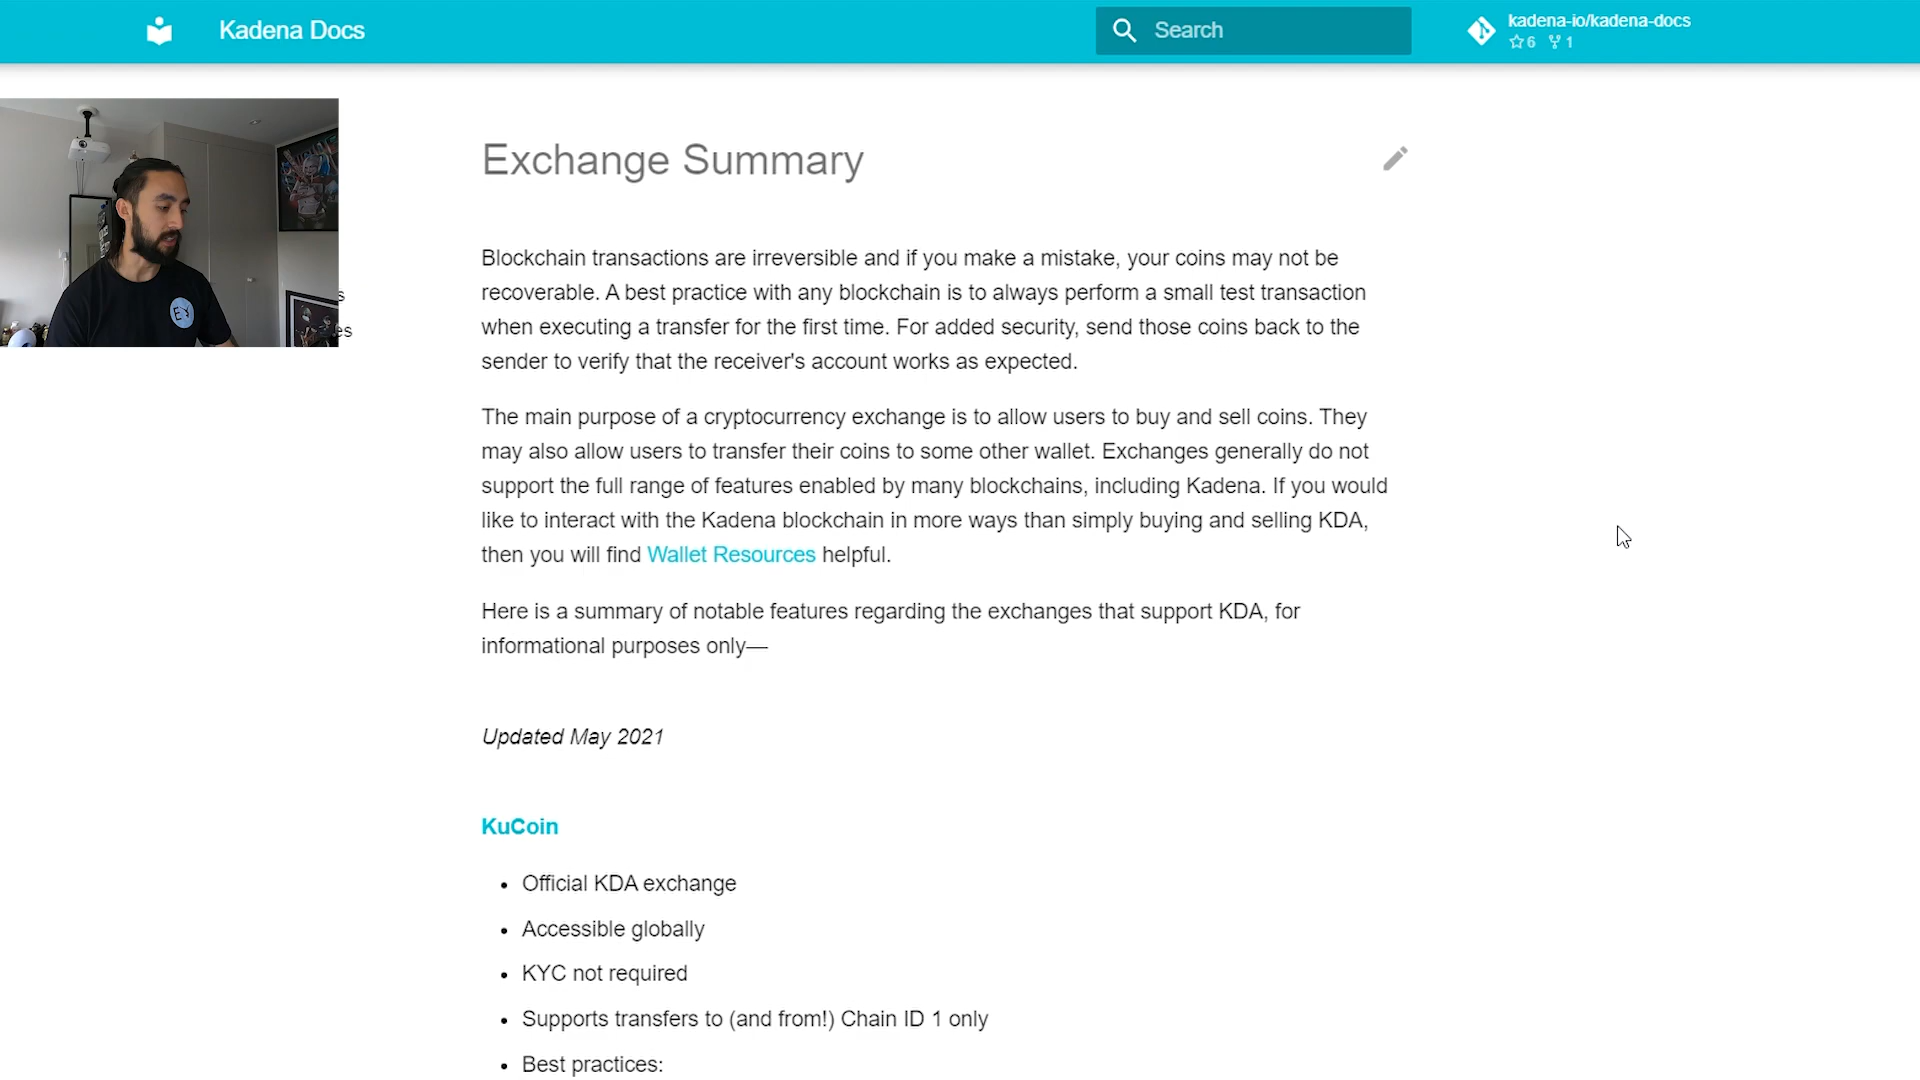 Kadena Docs
Search
kadena-io/kadena-docs
6 1
Exchange Summary
Blockchain transactions are irreversible and if you make a mistake, your coins may not be
recoverable. A best practice with any blockchain is to always perform a small test transaction
when executing a transfer for the first time. For added security, send those coins back to the
sender to verify that the receiver's account works as expected.
The main purpose of a cryptocurrency exchange is to allow users to buy and sell coins. They
may also allow users to transfer their coins to some other wallet. Exchanges generally do not
support the full range of features enabled by many blockchains, including Kadena. If you would
like to interact with the Kadena blockchain in more ways than simply buying and selling KDA,
then you will find Wallet Resources helpful.
Here is a summary of notable features regarding the exchanges that support KDA, for
informational purposes only—
Updated May 2021
KuCoin
• Official KDA exchange
• Accessible globally
• KYC not required
• Supports transfers to (and from!) Chain ID 1 only
• Best practices: